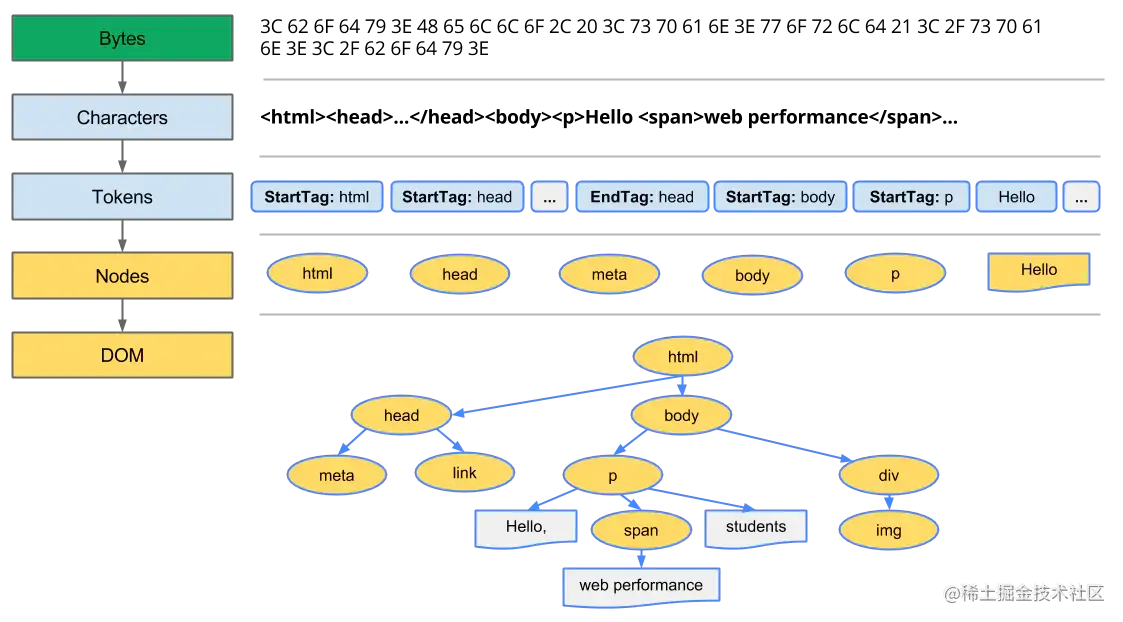 Bytes
3C 62 6F 64 79 3E 48 65 6C 6C 6F 2C 20 3C 73 70 61 6E 3E 77 6F 72 6C 64 21 3C 2F 73 70 61
6E 3E 3C 2F 62 6F 64 79 3E
Characters
<html><head>...</head><body><p>Hello <span>web performance</span>...
Tokens
StartTag: html
StartTag: head
...
EndTag: head
StartTag: body
StartTag: p
Hello
...
Nodes
html
head
meta
body
p
Hello
DOM
html
head
body
meta
link
p
div
Hello,
span
students
img
web performance
@稀土掘金技术社区